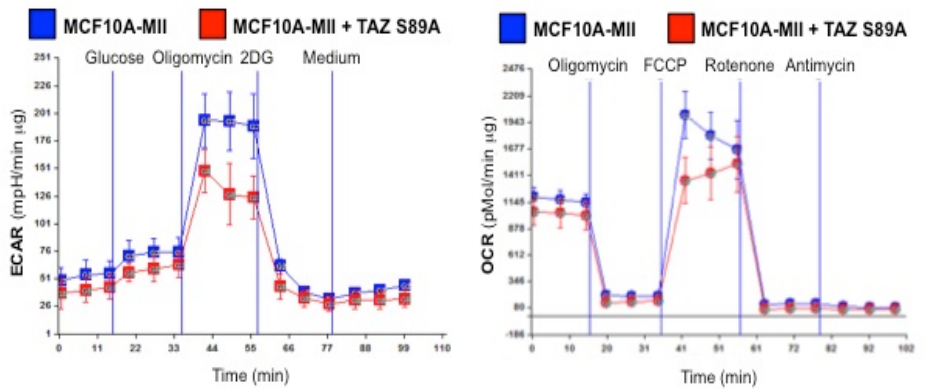 MCF10A-MII MCF10A-MII + TAZ S89A
Glucose Oligomycin 2DG Medium
251
226
201
176
151
126
101
76
51
26
1
ECAR (mpH/min µg)
0 11 22 33 44 55 66 77 88 99 110
Time (min)
MCF10A-MII MCF10A-MII + TAZ S89A
Oligomycin FCCP Rotenone Antimycin
2476
2209
1943
1677
1411
1145
878
612
346
80
-186
OCR (pMol/min µg)
0 10 20 31 41 51 61 72 82 92 102
Time (min)